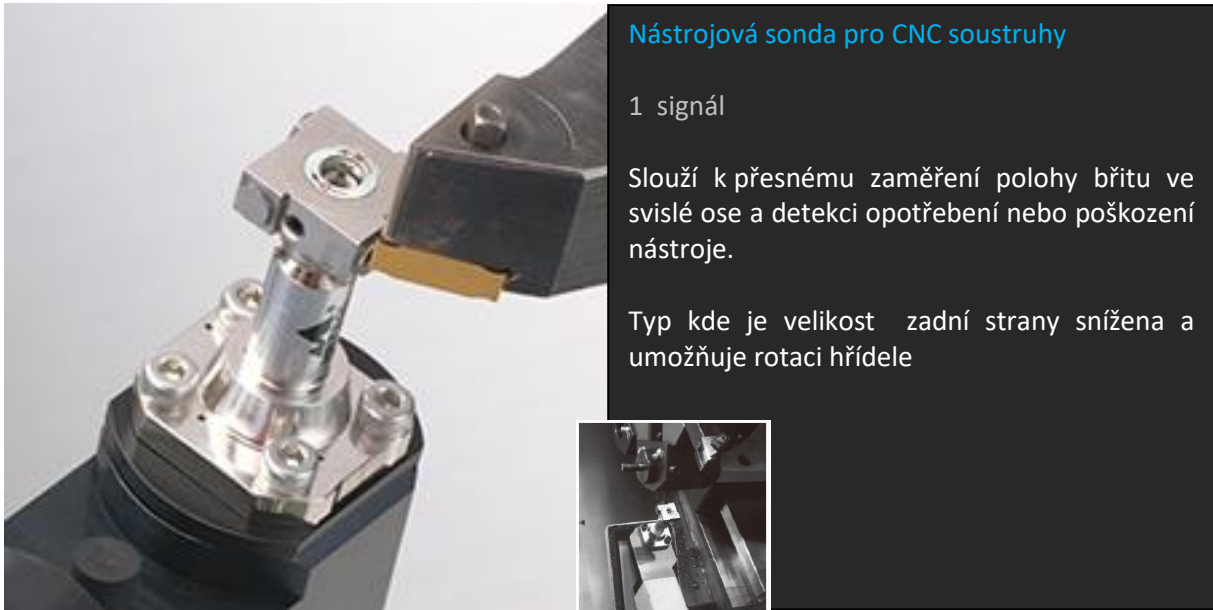 Nástrojová sonda pro CNC soustruhy
1 signál
Slouží k přesnému zaměření polohy břitu ve
svislé ose a detekci opotřebení nebo poškození
nástroje.
Typ kde je velikost zadní strany snížena a
umožňuje rotaci hřídele